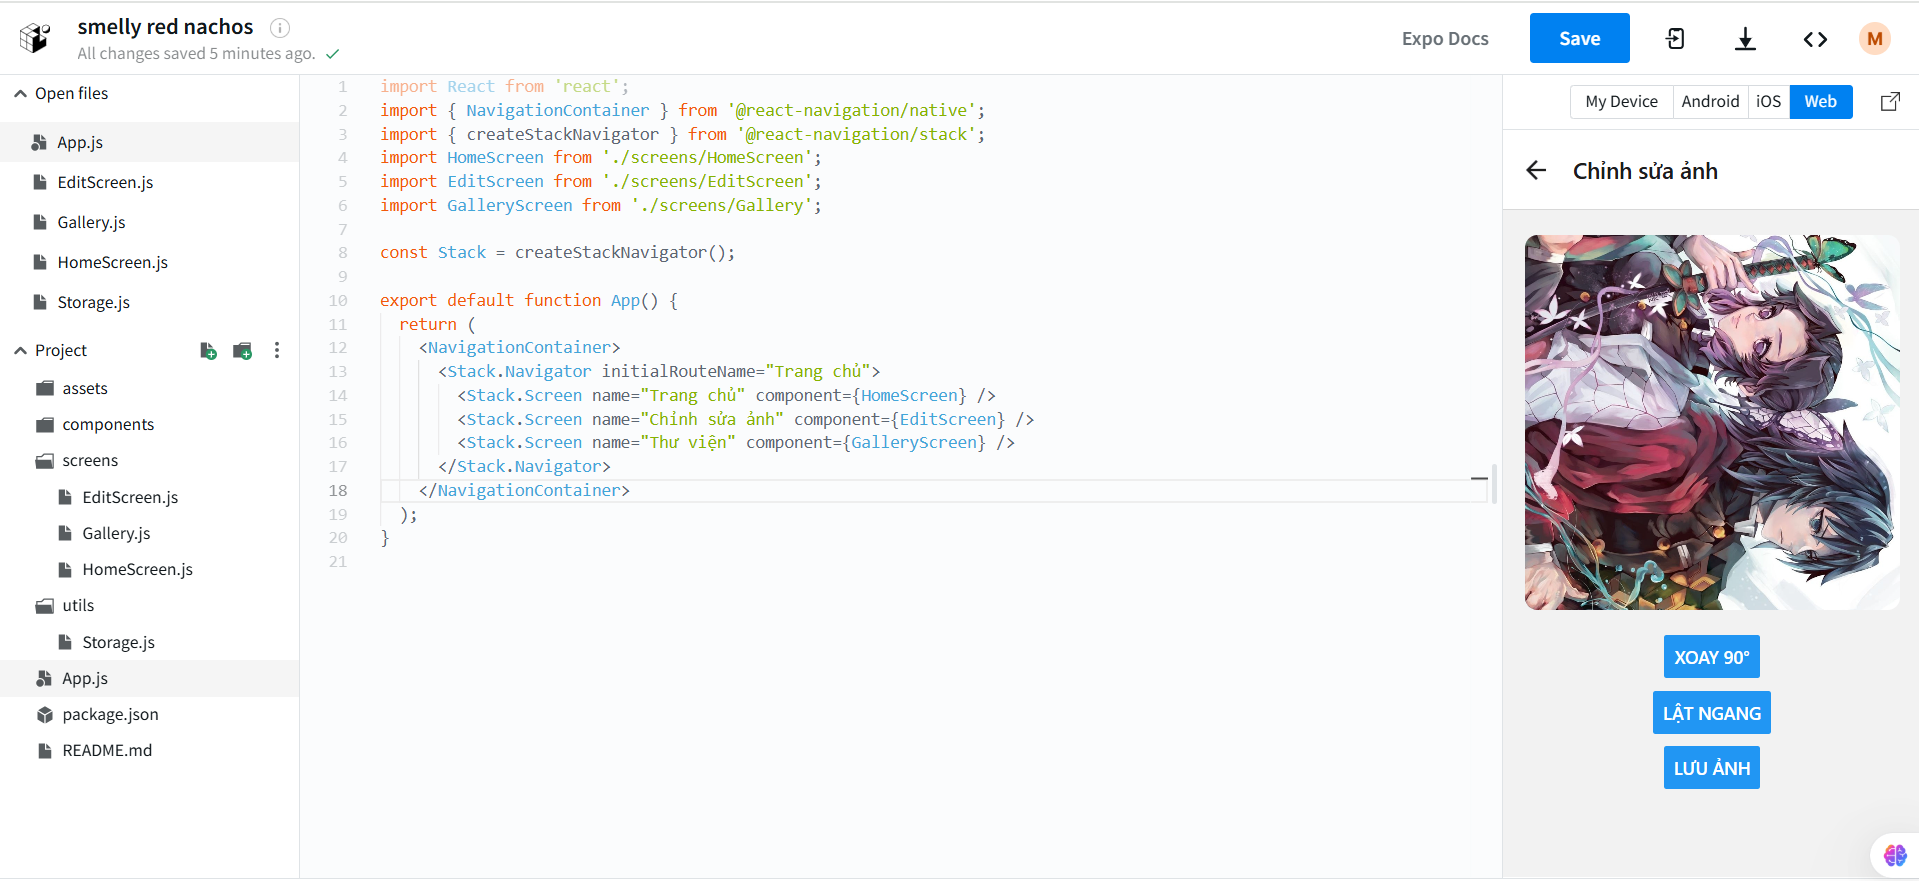 smelly red nachos
All changes saved 5 minutes ago.
Expo Docs
Save
M
Open files
App.js
EditScreen.js
Gallery.js
HomeScreen.js
Storage.js
Project
assets
components
screens
EditScreen.js
Gallery.js
HomeScreen.js
utils
Storage.js
App.js
package.json
README.md
1 import React from 'react';
2 import { NavigationContainer } from '@react-navigation/native';
3 import { createStackNavigator } from '@react-navigation/stack';
4 import HomeScreen from './screens/HomeScreen';
5 import EditScreen from './screens/EditScreen';
6 import GalleryScreen from './screens/Gallery';
7
8 const Stack = createStackNavigator();
9
10 export default function App() {
11 return (
12 <NavigationContainer>
13 <Stack.Navigator initialRouteName="Trang chủ">
14 <Stack.Screen name="Trang chủ" component={HomeScreen} />
15 <Stack.Screen name="Chỉnh sửa ảnh" component={EditScreen} />
16 <Stack.Screen name="Thư viện" component={GalleryScreen} />
17 </Stack.Navigator>
18 </NavigationContainer>
19 );
20 }
21
My Device Android iOS Web
Chỉnh sửa ảnh
XOAY 90°
LẬT NGANG
LƯU ẢNH